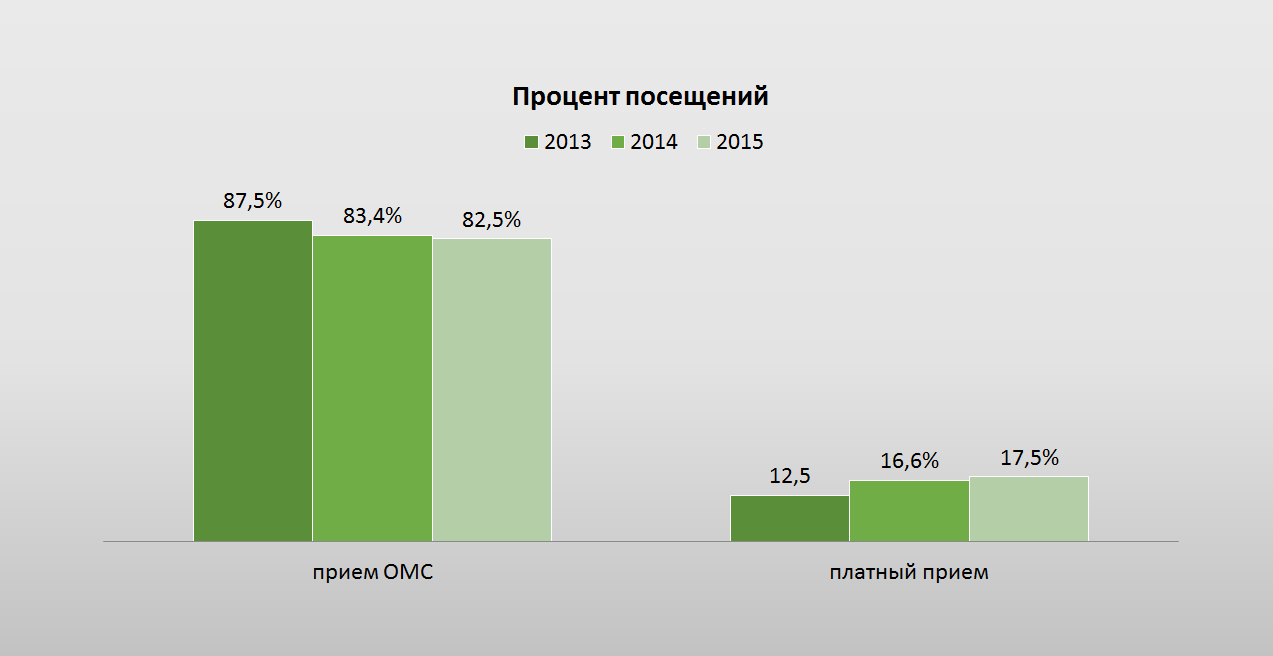 Процент посещений
2013 2014 2015
87,5%
83,4%
82,5%
12,5
16,6%
17,5%
прием ОМС
платный прием